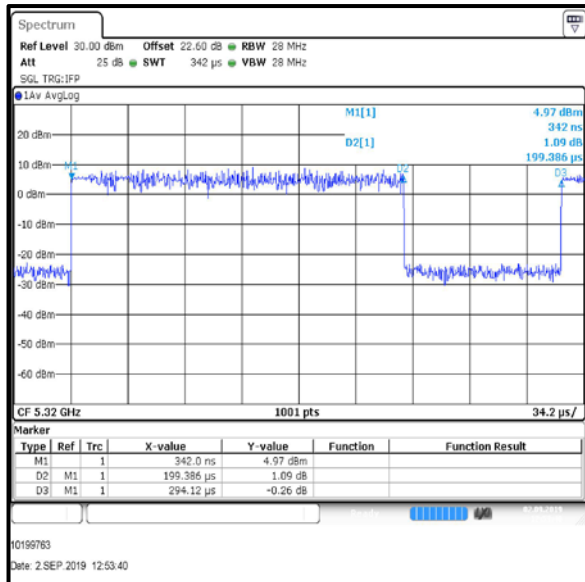 Spectrum
Ref Level 30.00 dBm Offset 22.60 dB RBW 28 MHz
Att 25 dB SWT 342 µs VBW 28 MHz
SGL TRG:IFP
1Av AvgLog
M1[1] 4.97 dBm
342 ns
20 dBm
D2[1] 1.09 dB
199.386 µs
10 dBm
M1 D2 D3
0 dBm
-10 dBm
-20 dBm
-30 dBm
-40 dBm
-50 dBm
-60 dBm
CF 5.32 GHz 1001 pts 34.2 µs/
Marker
Type Ref Trc X-value Y-value Function Function Result
M1 1 342.0 ns 4.97 dBm
D2 M1 1 199.386 µs 1.09 dB
D3 M1 1 294.12 µs -0.26 dB
10199763
Date: 2.SEP.2019 12:53:40